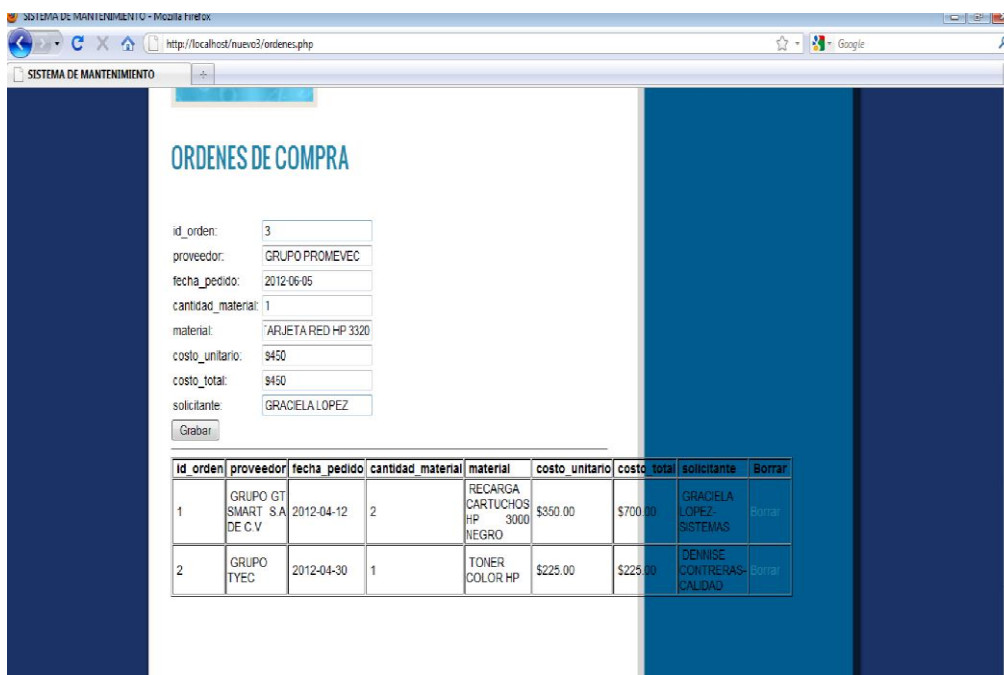 SISTEMA DE MANTENIMIENTO - Mozilla Firefox
http://localhost/nuevo3/ordenes.php
Google
SISTEMA DE MANTENIMIENTO
ORDENES DE COMPRA
id_orden: 3
proveedor: GRUPO PROMEVEC
fecha_pedido: 2012-06-05
cantidad_material: 1
material: TARJETA RED HP 3320
costo_unitario: $450
costo_total: $450
solicitante: GRACIELA LOPEZ
Grabar
id_orden proveedor fecha_pedido cantidad_material material costo_unitario costo_total solicitante Borrar
1 GRUPO GT SMART S.A DE C.V 2012-04-12 2 RECARGA CARTUCHOS HP 3000 NEGRO $350.00 $700.00 GRACIELA LOPEZ-SISTEMAS Borrar
2 GRUPO TYEC 2012-04-30 1 TONER COLOR HP $225.00 $225.00 DENNISE CONTRERAS-CALIDAD Borrar